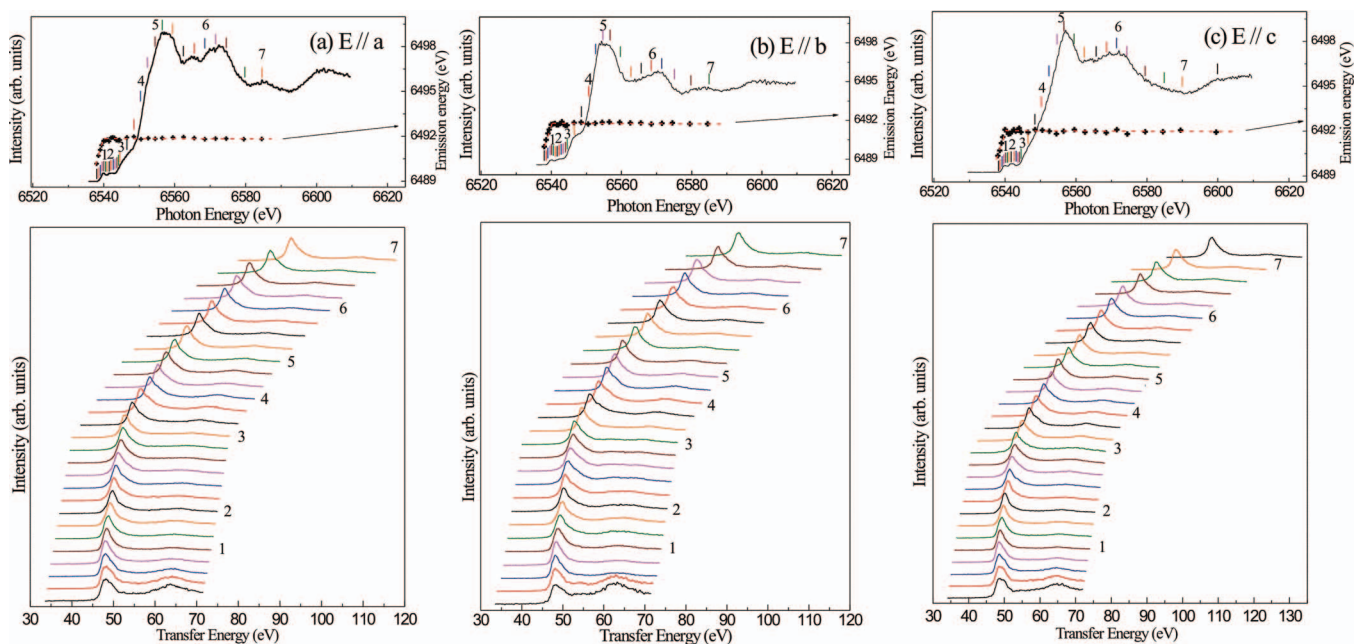 (a) E // a
Intensity (arb. units)
1 2 3 4 5 6 7
6498
6495
6492
6489
Emission energy (eV)
6520 6540 6560 6580 6600 6620
Photon Energy (eV)
(b) E // b
Intensity (arb. units)
1 2 3 4 5 6 7
6498
6495
6492
6489
Emission energy (eV)
6520 6540 6560 6580 6600 6620
Photon Energy (eV)
(c) E // c
Intensity (arb. units)
1 2 3 4 5 6 7
6498
6495
6492
6489
Emission energy (eV)
6520 6540 6560 6580 6600 6620
Photon Energy (eV)
Intensity (arb. units)
7
6
5
4
3
2
1
30 40 50 60 70 80 90 100 110 120
Transfer Energy (eV)
Intensity (arb. units)
7
6
5
4
3
2
1
30 40 50 60 70 80 90 100 110 120
Transfer Energy (eV)
Intensity (arb. units)
7
6
5
4
3
2
1
30 40 50 60 70 80 90 100 110 120 130
Transfer Energy (eV)